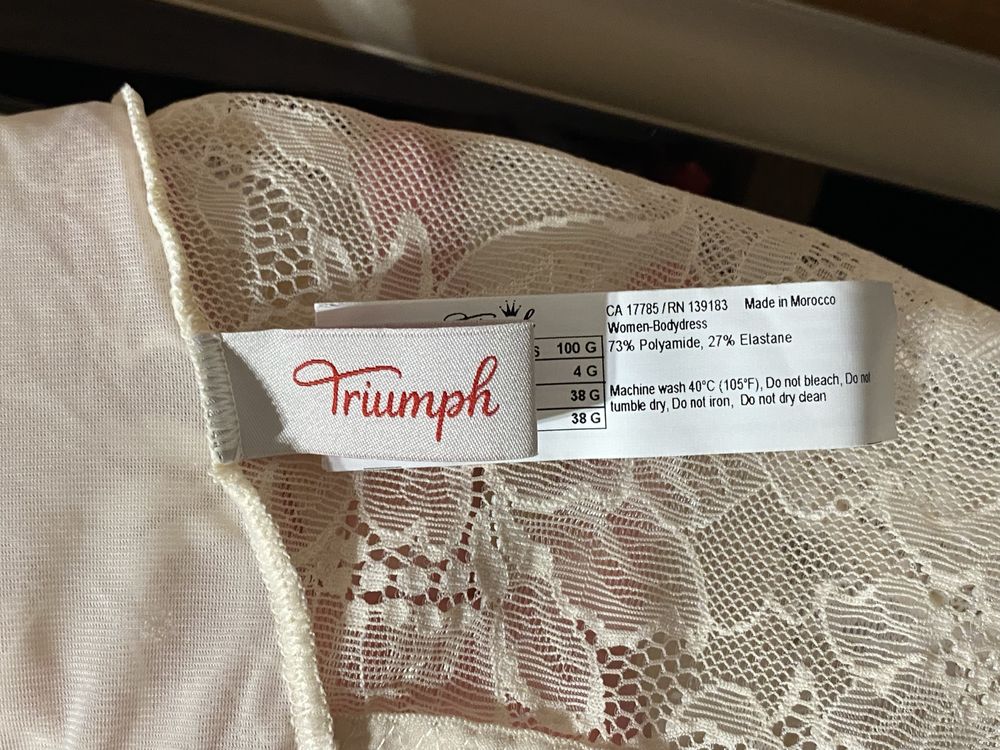 Triumph
100 G
4 G
38 G
38 G
CA 17785 / RN 139183 Made in Morocco
Women-Bodydress
73% Polyamide, 27% Elastane
Machine wash 40°C (105°F), Do not bleach, Do not
tumble dry, Do not iron, Do not dry clean